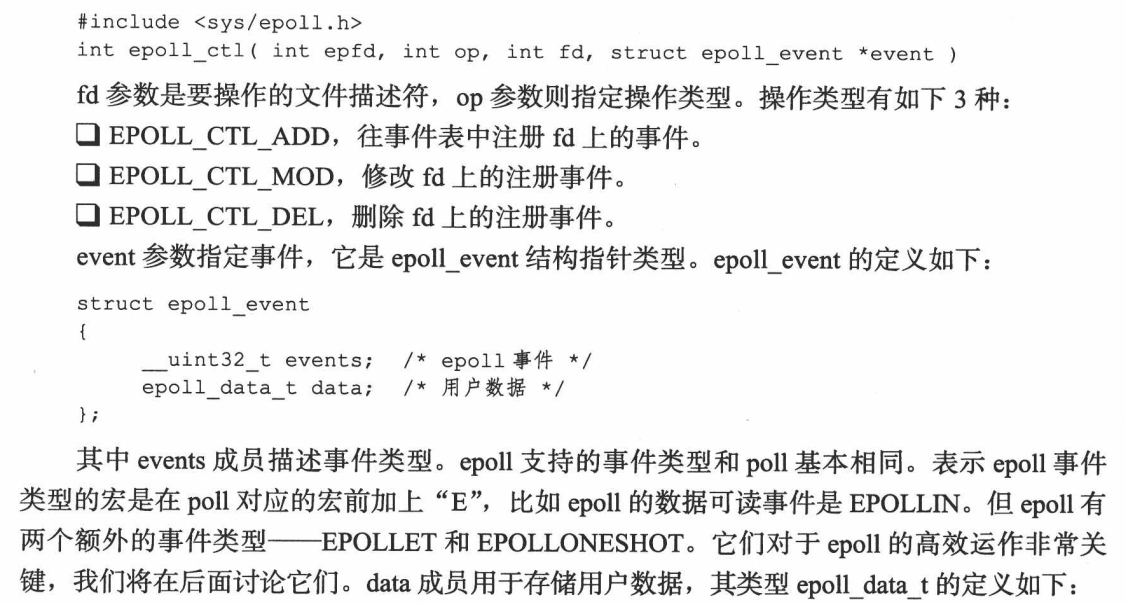 #include <sys/epoll.h>
int epoll_ctl( int epfd, int op, int fd, struct epoll_event *event )
fd 参数是要操作的文件描述符，op 参数则指定操作类型。操作类型有如下 3 种：
❑ EPOLL_CTL_ADD，往事件表中注册 fd 上的事件。
❑ EPOLL_CTL_MOD，修改 fd 上的注册事件。
❑ EPOLL_CTL_DEL，删除 fd 上的注册事件。
event 参数指定事件，它是 epoll_event 结构指针类型。epoll_event 的定义如下：
struct epoll_event
{
__uint32_t events; /* epoll 事件 */
epoll_data_t data; /* 用户数据 */
};
其中 events 成员描述事件类型。epoll 支持的事件类型和 poll 基本相同。表示 epoll 事件
类型的宏是在 poll 对应的宏前加上“E”，比如 epoll 的数据可读事件是 EPOLLIN。但 epoll 有
两个额外的事件类型——EPOLLET 和 EPOLLONESHOT。它们对于 epoll 的高效运作非常关
键，我们将在后面讨论它们。data 成员用于存储用户数据，其类型 epoll_data_t 的定义如下：